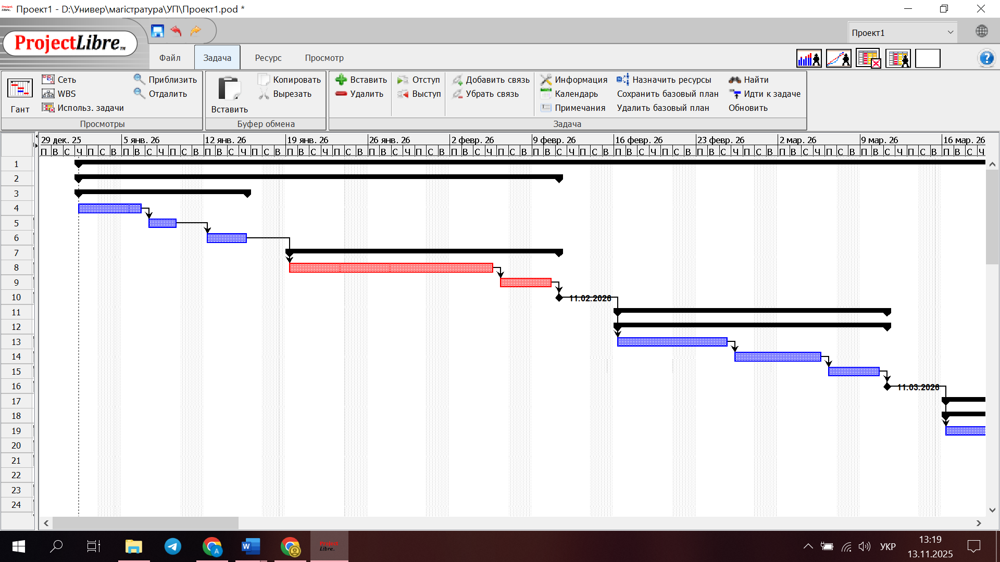 Проект1 - D:\Универ\магістратура\УП\Проект1.pod *
ProjectLibre™
Проект1
Файл
Задача
Ресурс
Просмотр
Гант
Сеть
WBS
Использ. задачи
Приблизить
Отдалить
Просмотры
Вставить
Копировать
Вырезать
Буфер обмена
Вставить
Удалить
Отступ
Выступ
Добавить связь
Убрать связь
Информация
Календарь
Примечания
Назначить ресурсы
Сохранить базовый план
Удалить базовый план
Найти
Идти к задаче
Обновить
Задача
29 дек. 25 5 янв. 26 12 янв. 26 19 янв. 26 26 янв. 26 2 февр. 26 9 февр. 26 16 февр. 26 23 февр. 26 2 мар. 26 9 мар. 26 16 мар. 26
П В С Ч П С В П В С Ч П С В П В С Ч П С В П В С Ч П С В П В С Ч П С В П В С Ч П С В П В С Ч П С В П В С Ч П С В П В С Ч П С В П В С Ч П С В П В С Ч П С В П В С Ч
1
2
3
4
5
6
7
8
9
10 11.02.2026
11
12
13
14
15
16 11.03.2026
17
18
19
20
21
22
23
24
Project
Libre
УКР
13:19
13.11.2025